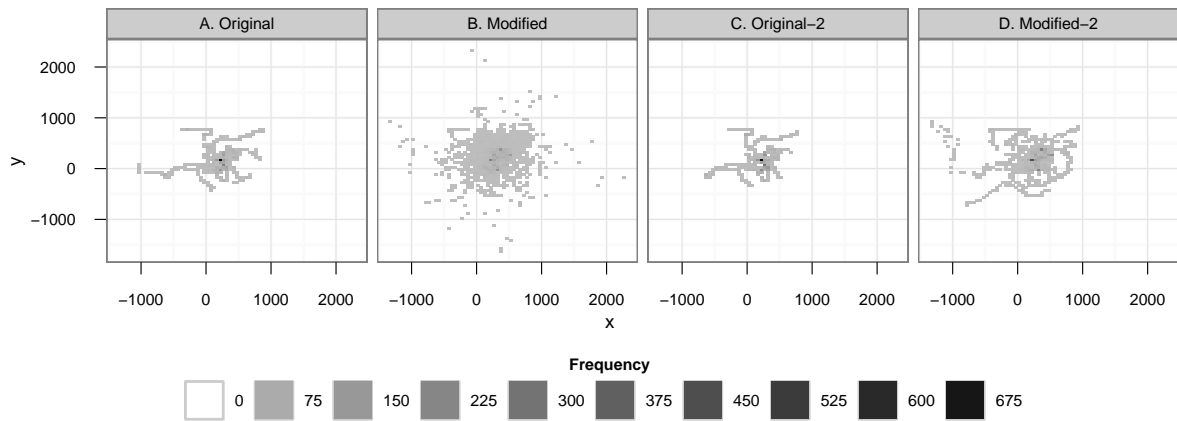 A. Original B. Modified C. Original-2 D. Modified-2
2000
1000
0
−1000
y
−1000 0 1000 2000 −1000 0 1000 2000 −1000 0 1000 2000 −1000 0 1000 2000
x
Frequency
0 75 150 225 300 375 450 525 600 675